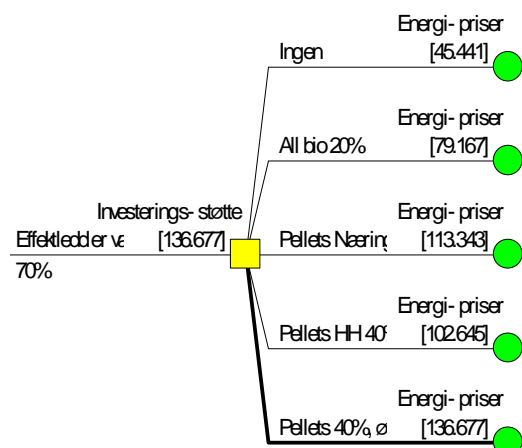 Energi- priser
Ingen [45.441]
Energi- priser
All bio 20% [79.167]
Energi- priser
Investerings- støtte
Effektledd er [136.677]
Pellets Næring [113.343]
70%
Energi- priser
Pellets HH 40 [102.645]
Energi- priser
Pellets 40%, ø [136.677]